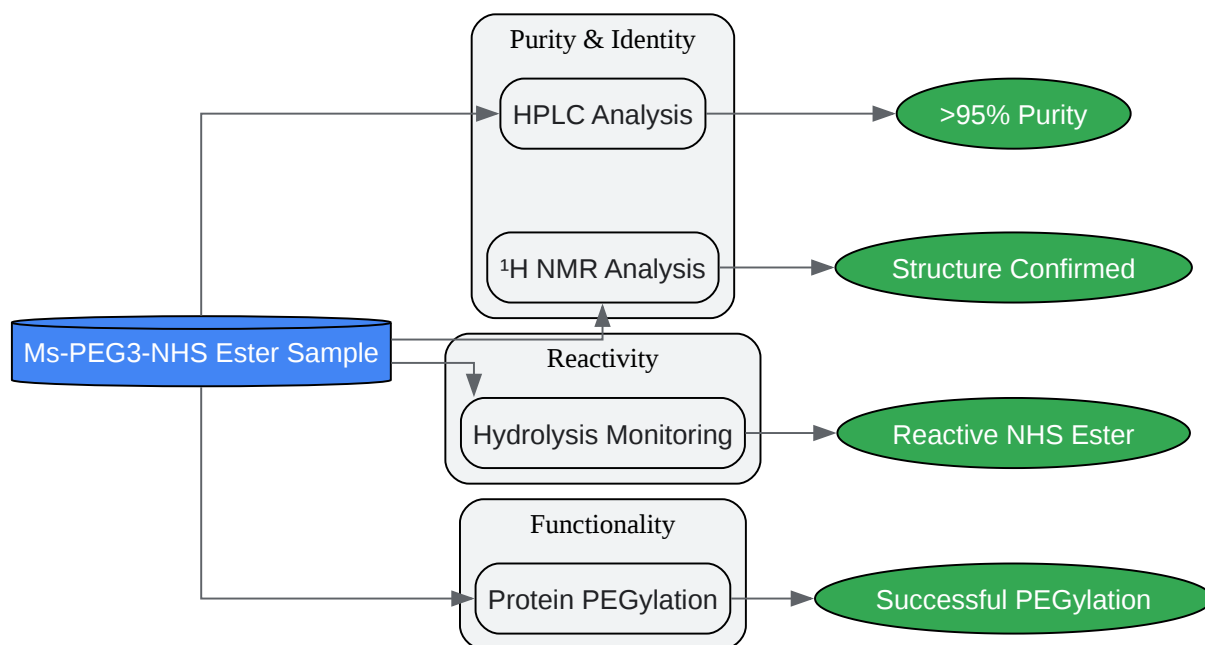 Purity & Identity
HPLC Analysis
>95% Purity
¹H NMR Analysis
Structure Confirmed
Ms-PEG3-NHS Ester Sample
Reactivity
Hydrolysis Monitoring
Reactive NHS Ester
Functionality
Protein PEGylation
Successful PEGylation